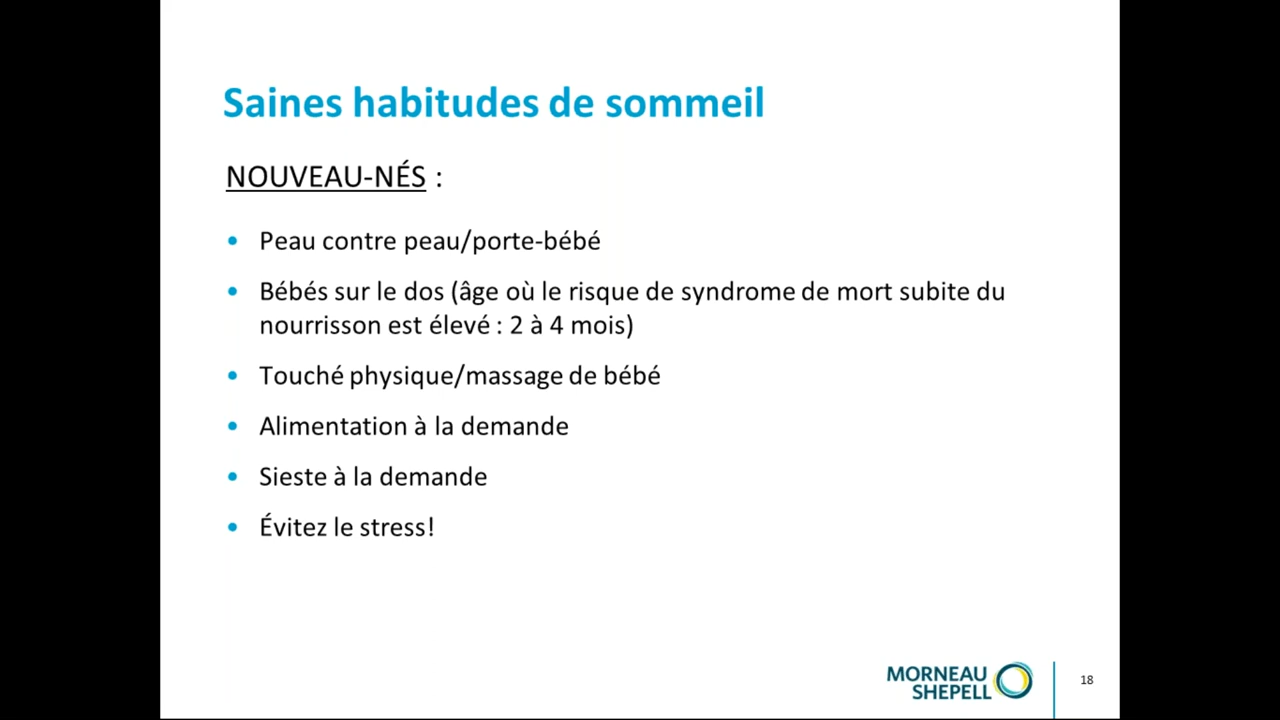 Saines habitudes de sommeil
NOUVEAU-NÉS :
• Peau contre peau/porte-bébé
• Bébés sur le dos (âge où le risque de syndrome de mort subite du
nourrisson est élevé : 2 à 4 mois)
• Touché physique/massage de bébé
• Alimentation à la demande
• Sieste à la demande
• Évitez le stress!
MORNEAU
SHEPELL
18